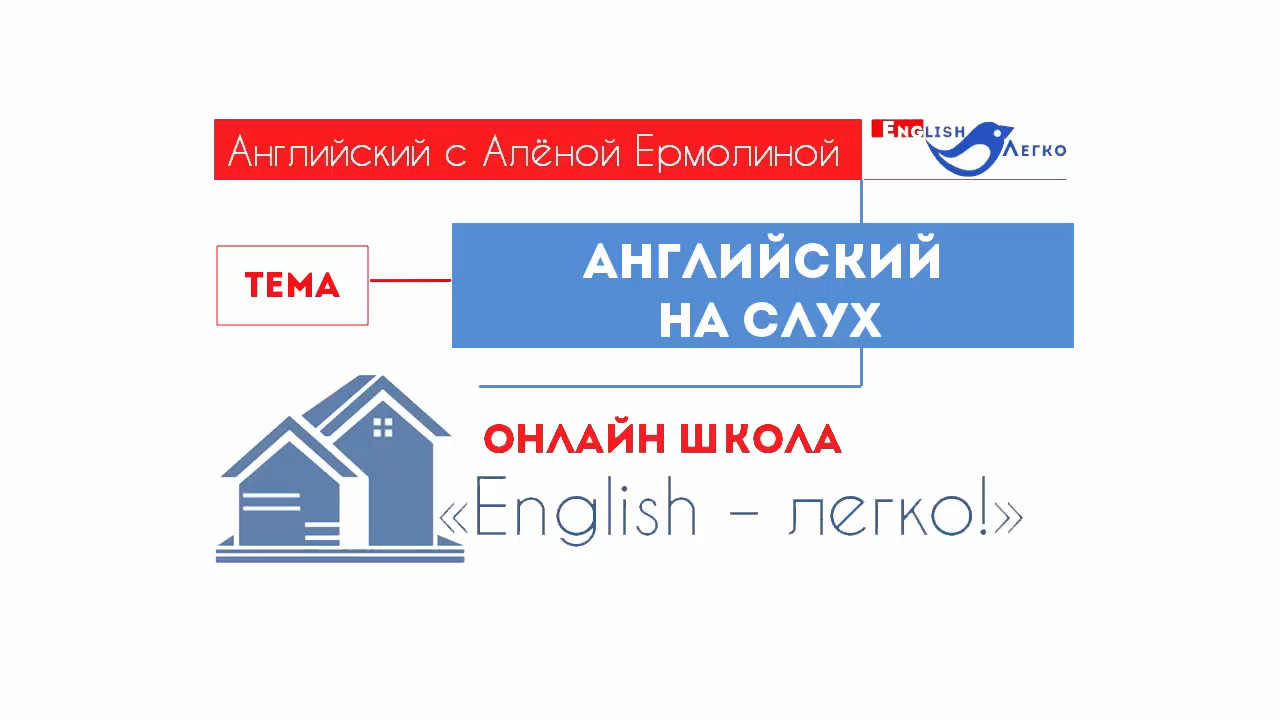 Английский с Алёной Ермолиной
English
Легко
ТЕМА
АНГЛИЙСКИЙ
НА СЛУХ
ОНЛАЙН ШКОЛА
«English – легко!»